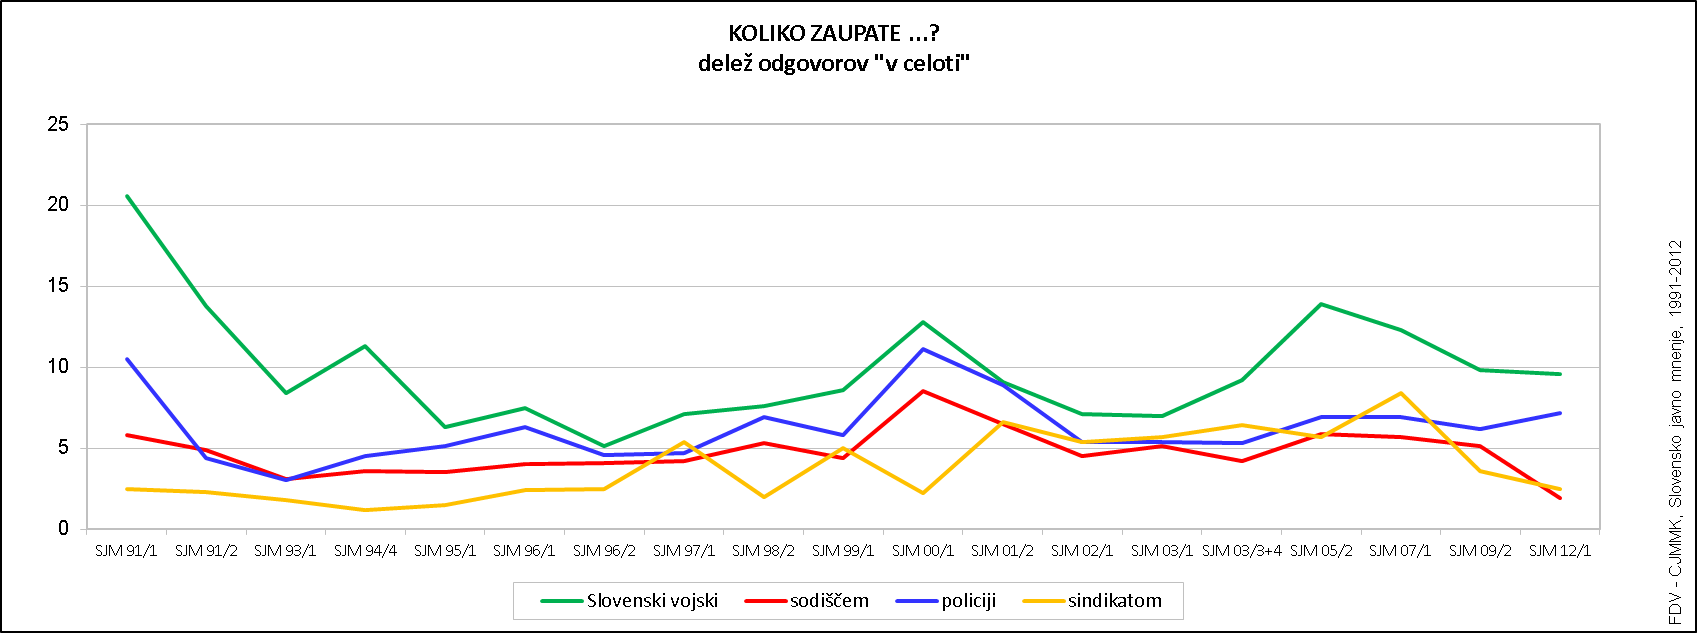 KOLIKO ZAUPATE ...?
delež odgovorov "v celoti"
25
20
15
10
5
0
SJM 91/1 SJM 91/2 SJM 93/1 SJM 94/4 SJM 95/1 SJM 96/1 SJM 96/2 SJM 97/1 SJM 98/2 SJM 99/1 SJM 00/1 SJM 01/2 SJM 02/1 SJM 03/1 SJM 03/3+4 SJM 05/2 SJM 07/1 SJM 09/2 SJM 12/1
Slovenski vojski sodiščem policiji sindikatom
FDV - CJMMK, Slovensko javno mnenje, 1991-2012